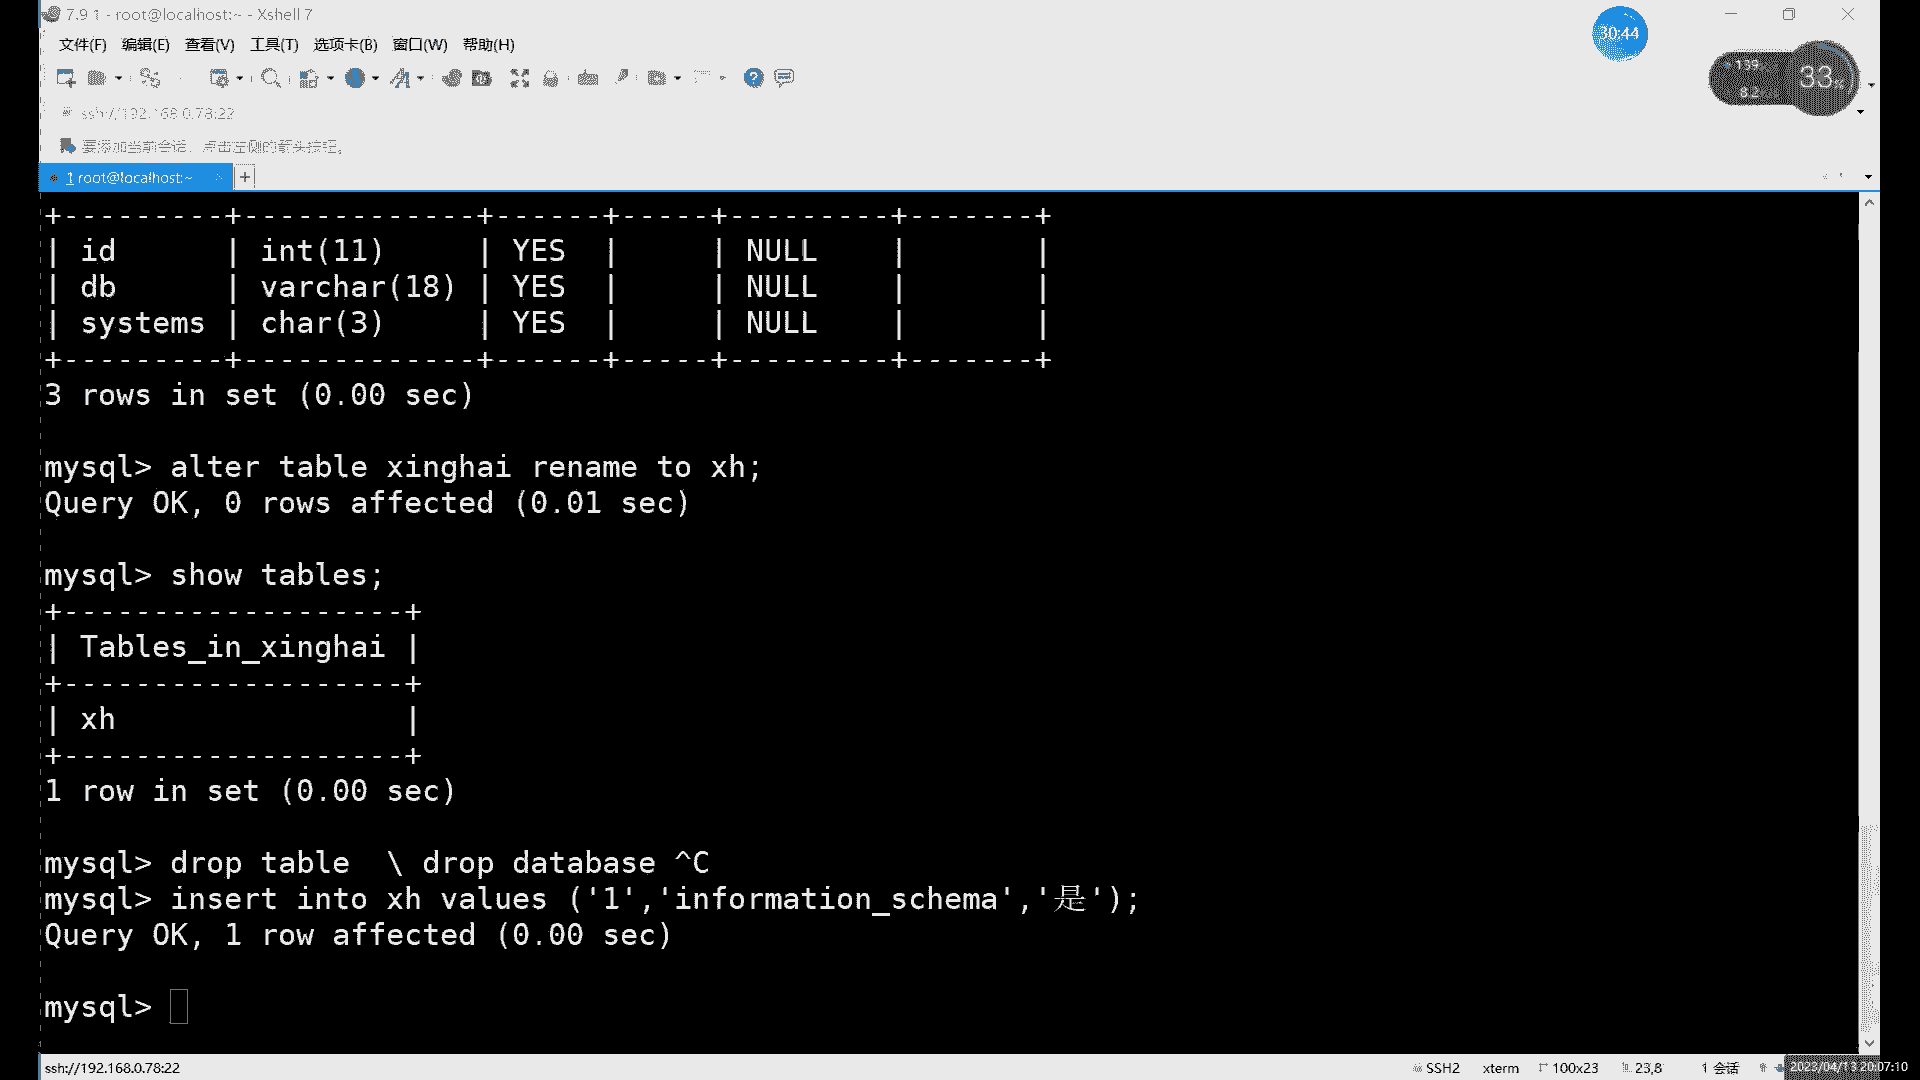 7.9 1 - root@localhost:~ - Xshell 7
30:44
文件(F) 编辑(E) 查看(V) 工具(T) 选项卡(B) 窗口(W) 帮助(H)
139
8.2
33%
ssh://192.168.0.78:22
要添加当前会话，点击左侧的箭头按钮。
1 root@localhost:~
+---------+-------------+------+-----+---------+-------+
| id      | int(11)     | YES  |     | NULL    |       |
| db      | varchar(18) | YES  |     | NULL    |       |
| systems | char(3)     | YES  |     | NULL    |       |
+---------+-------------+------+-----+---------+-------+
3 rows in set (0.00 sec)
mysql> alter table xinghai rename to xh;
Query OK, 0 rows affected (0.01 sec)
mysql> show tables;
+-------------------+
| Tables_in_xinghai |
+-------------------+
| xh                |
+-------------------+
1 row in set (0.00 sec)
mysql> drop table  \ drop database ^C
mysql> insert into xh values ('1','information_schema','是');
Query OK, 1 row affected (0.00 sec)
mysql>
ssh://192.168.0.78:22 SSH2 xterm 100x23 23,8 1 会话 2023/04/13 20:07:10